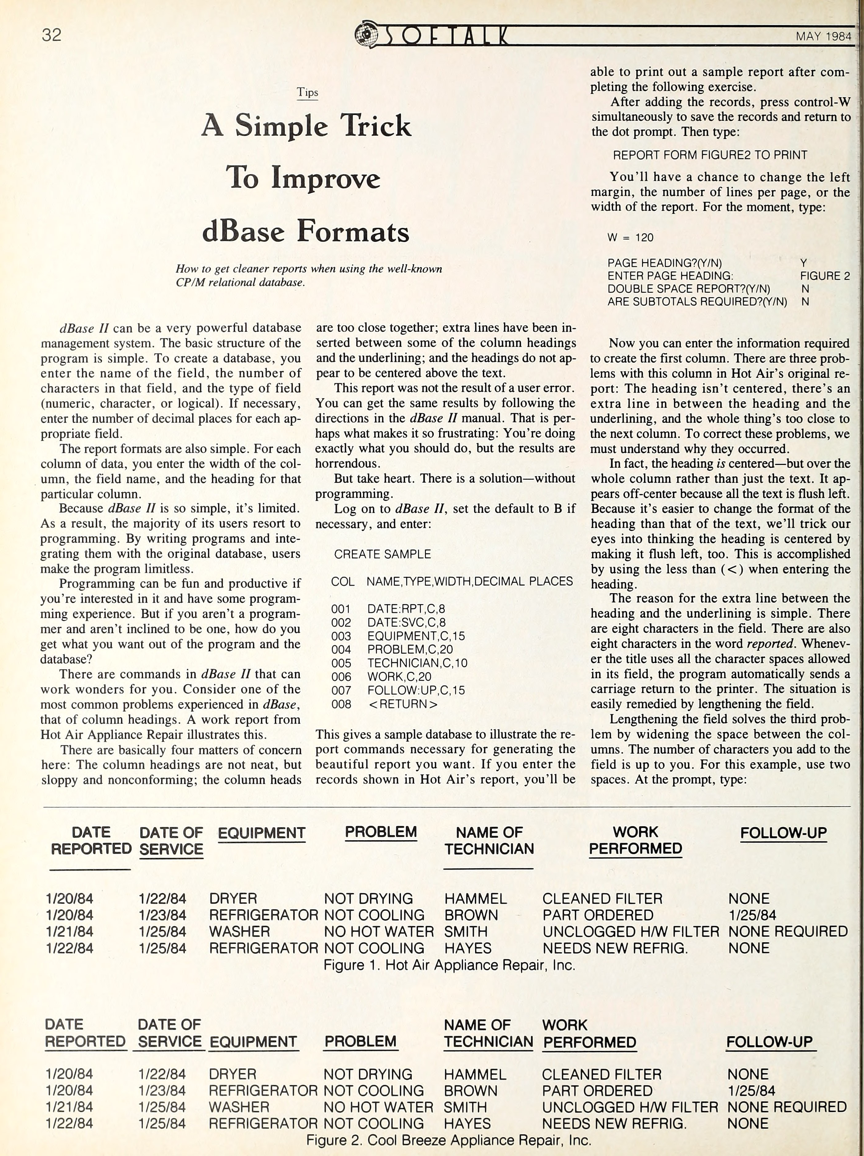 32
SOFTALK
MAY 1984
Tips
A Simple Trick
To Improve
dBase Formats
How to get cleaner reports when using the well-known
CP/M relational database.
dBase II can be a very powerful database
management system. The basic structure of the
program is simple. To create a database, you
enter the name of the field, the number of
characters in that field, and the type of field
(numeric, character, or logical). If necessary,
enter the number of decimal places for each ap-
propriate field.
The report formats are also simple. For each
column of data, you enter the width of the col-
umn, the field name, and the heading for that
particular column.
Because dBase II is so simple, it's limited.
As a result, the majority of its users resort to
programming. By writing programs and inte-
grating them with the original database, users
make the program limitless.
Programming can be fun and productive if
you're interested in it and have some program-
ming experience. But if you aren't a program-
mer and aren't inclined to be one, how do you
get what you want out of the program and the
database?
There are commands in dBase II that can
work wonders for you. Consider one of the
most common problems experienced in dBase,
that of column headings. A work report from
Hot Air Appliance Repair illustrates this.
There are basically four matters of concern
here: The column headings are not neat, but
sloppy and nonconforming; the column heads
are too close together; extra lines have been in-
serted between some of the column headings
and the underlining; and the headings do not ap-
pear to be centered above the text.
This report was not the result of a user error.
You can get the same results by following the
directions in the dBase II manual. That is per-
haps what makes it so frustrating: You're doing
exactly what you should do, but the results are
horrendous.
But take heart. There is a solution—without
programming.
Log on to dBase II, set the default to B if
necessary, and enter:
CREATE SAMPLE
COL NAME,TYPE,WIDTH,DECIMAL PLACES
001 DATE:RPT,C,8
002 DATE:SVC,C,8
003 EQUIPMENT,C,15
004 PROBLEM,C,20
005 TECHNICIAN,C,10
006 WORK,C,20
007 FOLLOW:UP,C,15
008 <RETURN>
This gives a sample database to illustrate the re-
port commands necessary for generating the
beautiful report you want. If you enter the
records shown in Hot Air's report, you'll be
able to print out a sample report after com-
pleting the following exercise.
After adding the records, press control-W
simultaneously to save the records and return to
the dot prompt. Then type:
REPORT FORM FIGURE2 TO PRINT
You'll have a chance to change the left
margin, the number of lines per page, or the
width of the report. For the moment, type:
W = 120
PAGE HEADING?(Y/N) Y
ENTER PAGE HEADING: FIGURE 2
DOUBLE SPACE REPORT?(Y/N) N
ARE SUBTOTALS REQUIRED?(Y/N) N
Now you can enter the information required
to create the first column. There are three prob-
lems with this column in Hot Air's original re-
port: The heading isn't centered, there's an
extra line in between the heading and the
underlining, and the whole thing's too close to
the next column. To correct these problems, we
must understand why they occurred.
In fact, the heading is centered—but over the
whole column rather than just the text. It ap-
pears off-center because all the text is flush left.
Because it's easier to change the format of the
heading than that of the text, we'll trick our
eyes into thinking the heading is centered by
making it flush left, too. This is accomplished
by using the less than (<) when entering the
heading.
The reason for the extra line between the
heading and the underlining is simple. There
are eight characters in the field. There are also
eight characters in the word reported. Whenev-
er the title uses all the character spaces allowed
in its field, the program automatically sends a
carriage return to the printer. The situation is
easily remedied by lengthening the field.
Lengthening the field solves the third prob-
lem by widening the space between the col-
umns. The number of characters you add to the
field is up to you. For this example, use two
spaces. At the prompt, type:
DATE DATE OF EQUIPMENT PROBLEM NAME OF WORK FOLLOW-UP
REPORTED SERVICE TECHNICIAN PERFORMED
1/20/84 1/22/84 DRYER NOT DRYING HAMMEL CLEANED FILTER NONE
1/20/84 1/23/84 REFRIGERATOR NOT COOLING BROWN PART ORDERED 1/25/84
1/21/84 1/25/84 WASHER NO HOT WATER SMITH UNCLOGGED H/W FILTER NONE REQUIRED
1/22/84 1/25/84 REFRIGERATOR NOT COOLING HAYES NEEDS NEW REFRIG. NONE
Figure 1. Hot Air Appliance Repair, Inc.
DATE DATE OF NAME OF WORK
REPORTED SERVICE EQUIPMENT PROBLEM TECHNICIAN PERFORMED FOLLOW-UP
1/20/84 1/22/84 DRYER NOT DRYING HAMMEL CLEANED FILTER NONE
1/20/84 1/23/84 REFRIGERATOR NOT COOLING BROWN PART ORDERED 1/25/84
1/21/84 1/25/84 WASHER NO HOT WATER SMITH UNCLOGGED H/W FILTER NONE REQUIRED
1/22/84 1/25/84 REFRIGERATOR NOT COOLING HAYES NEEDS NEW REFRIG. NONE
Figure 2. Cool Breeze Appliance Repair, Inc.